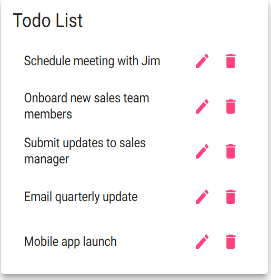 Todo List
Schedule meeting with Jim
Onboard new sales team
members
Submit updates to sales
manager
Email quarterly update
Mobile app launch